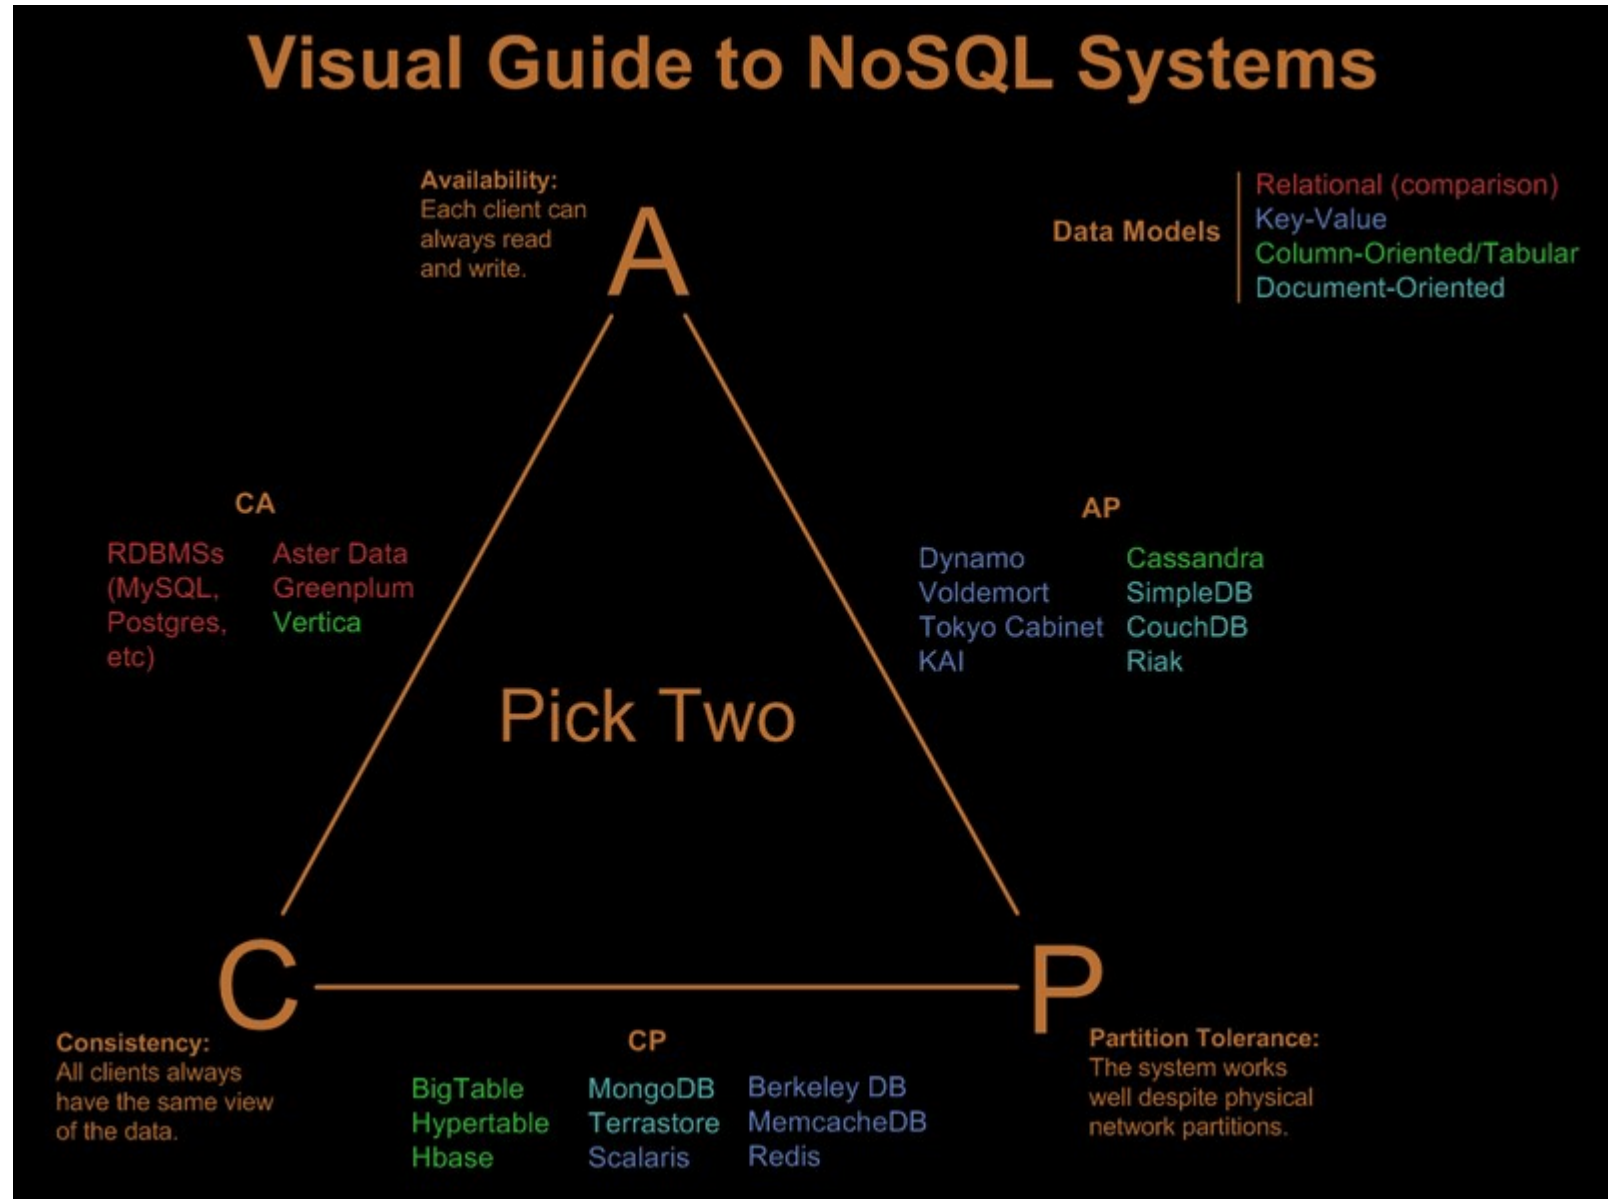 Visual Guide to NoSQL Systems
Availability:
Each client can
always read
and write.
A
Data Models
Relational (comparison)
Key-Value
Column-Oriented/Tabular
Document-Oriented
CA
RDBMSs
(MySQL,
Postgres,
etc)
Aster Data
Greenplum
Vertica
AP
Dynamo
Voldemort
Tokyo Cabinet
KAI
Cassandra
SimpleDB
CouchDB
Riak
Pick Two
C
Consistency:
All clients always
have the same view
of the data.
P
Partition Tolerance:
The system works
well despite physical
network partitions.
CP
BigTable
Hypertable
Hbase
MongoDB
Terrastore
Scalaris
Berkeley DB
MemcacheDB
Redis